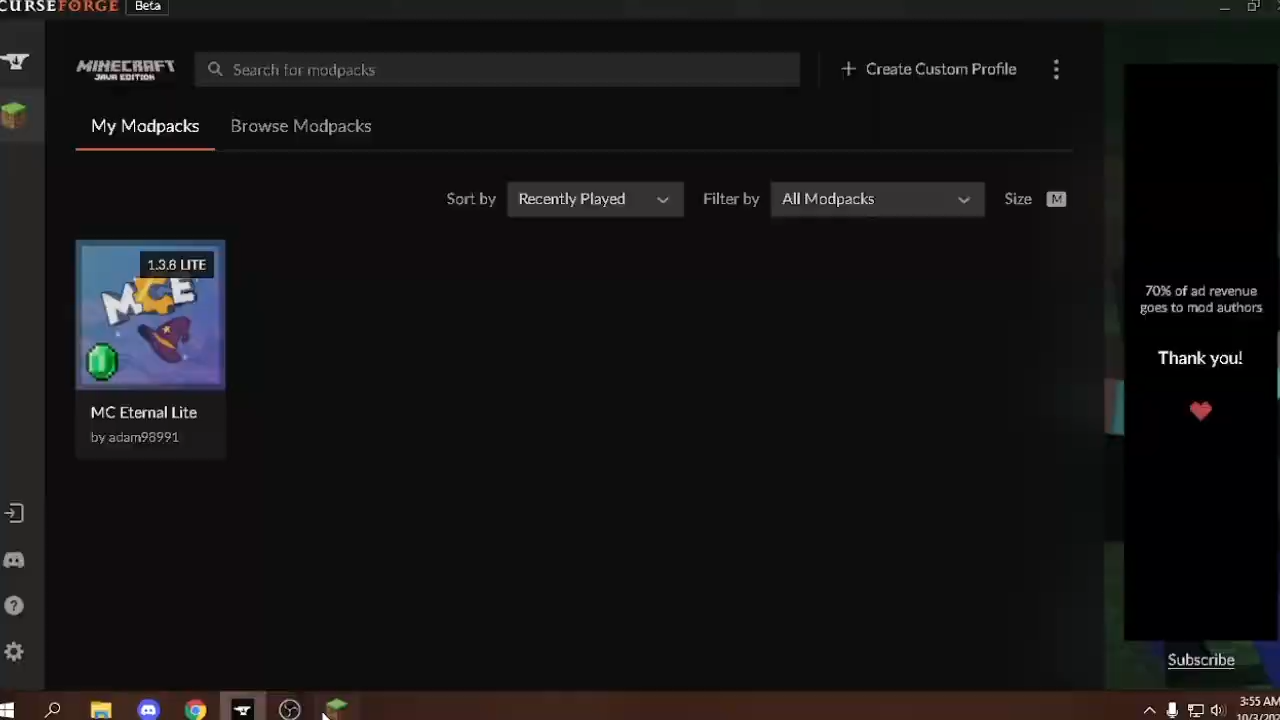 CURSEFORGE Beta
MINECRAFT
JAVA EDITION
Search for modpacks
Create Custom Profile
My Modpacks Browse Modpacks
Sort by Recently Played Filter by All Modpacks Size M
1.3.8 LITE
MCE
MC Eternal Lite
by adam98991
70% of ad revenue
goes to mod authors
Thank you!
Subscribe
3:55 AM